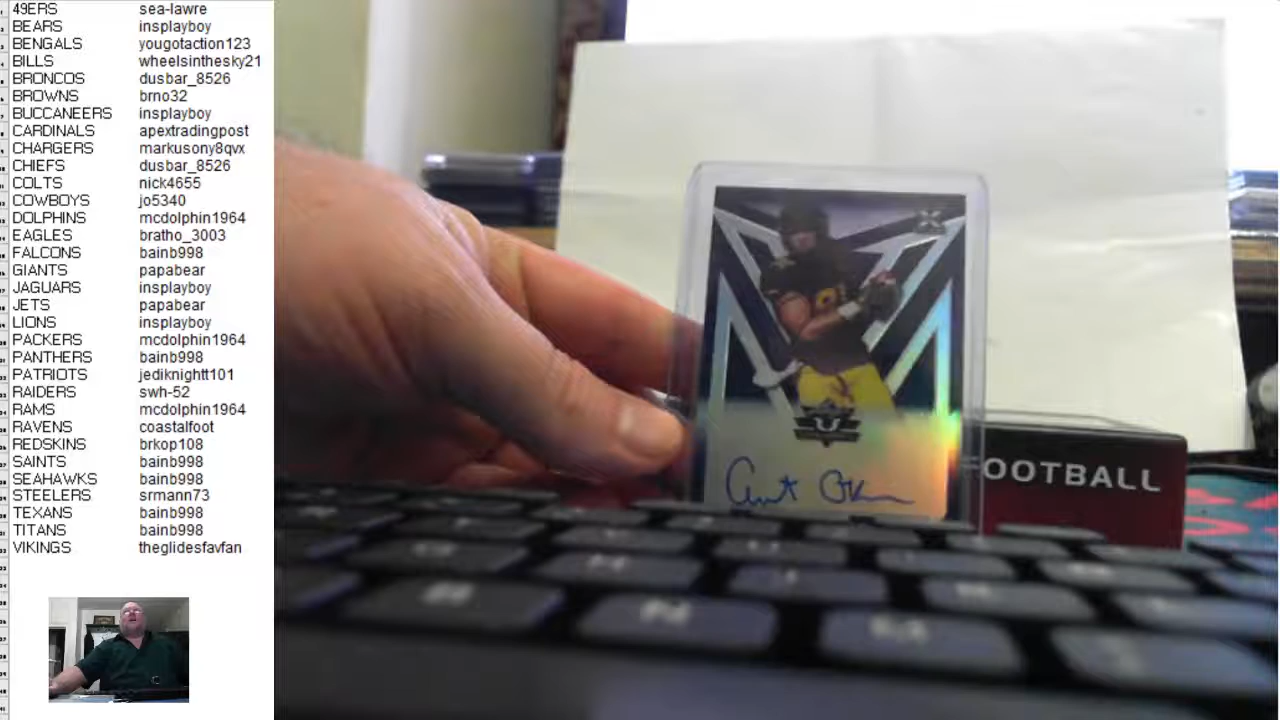 49ERS sea-lawre
BEARS insplayboy
BENGALS yougotaction123
BILLS wheelsinthesky21
BRONCOS dusbar_8526
BROWNS brno32
BUCCANEERS insplayboy
CARDINALS apextradingpost
CHARGERS markusony8qvx
CHIEFS dusbar_8526
COLTS nick4655
COWBOYS jo5340
DOLPHINS mcdolphin1964
EAGLES bratho_3003
FALCONS bainb998
GIANTS papabear
JAGUARS insplayboy
JETS papabear
LIONS insplayboy
PACKERS mcdolphin1964
PANTHERS bainb998
PATRIOTS jediknightt101
RAIDERS swh-52
RAMS mcdolphin1964
RAVENS coastalfoot
REDSKINS brkop108
SAINTS bainb998
SEAHAWKS bainb998
STEELERS srmann73
TEXANS bainb998
TITANS bainb998
VIKINGS theglidesfavfan
OOTBALL